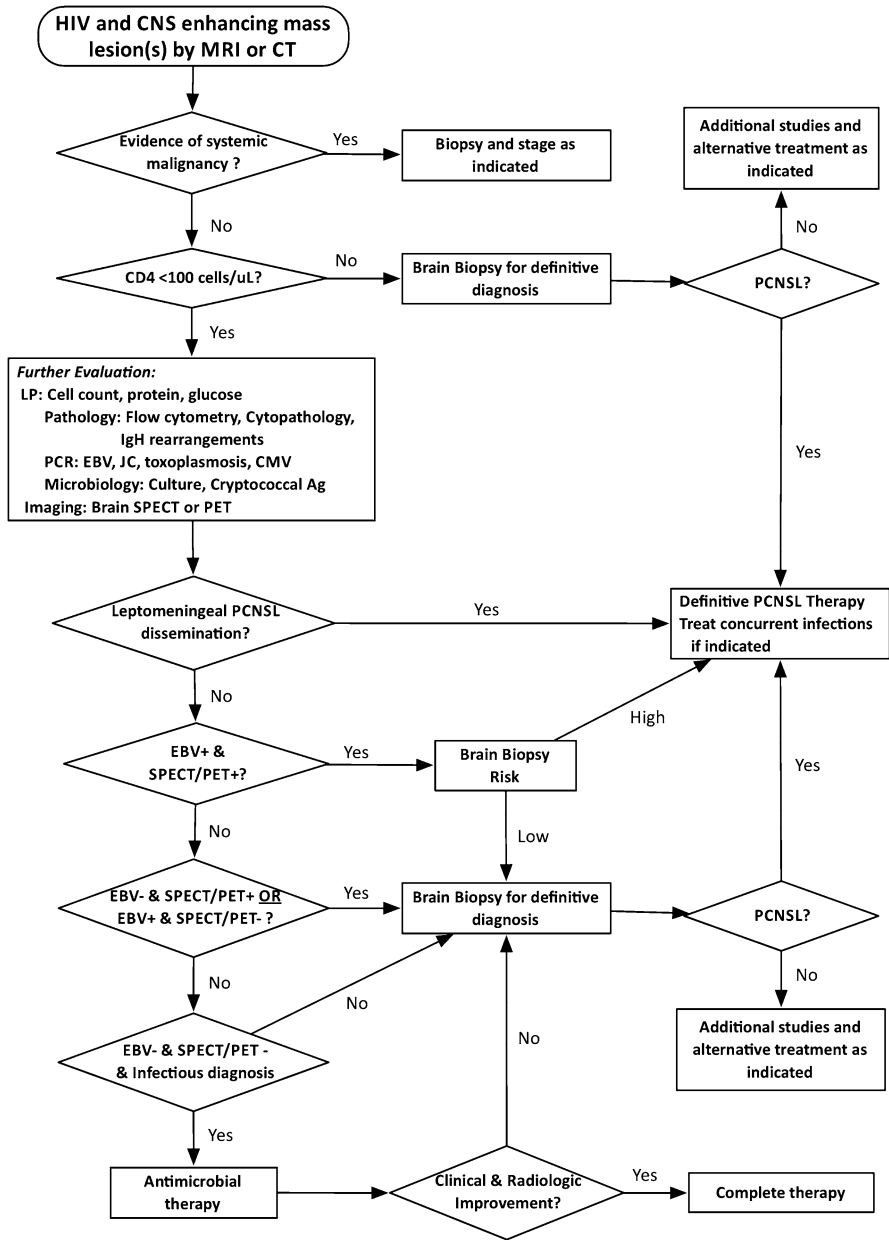 HIV and CNS enhancing mass
lesion(s) by MRI or CT
Evidence of systemic
malignancy ?
Yes
Biopsy and stage as
indicated
Additional studies and
alternative treatment as
indicated
No
No
CD4 <100 cells/uL?
No
Brain Biopsy for definitive
diagnosis
PCNSL?
Yes
Further Evaluation:
LP: Cell count, protein, glucose
Pathology: Flow cytometry, Cytopathology,
IgH rearrangements
PCR: EBV, JC, toxoplasmosis, CMV
Microbiology: Culture, Cryptococcal Ag
Imaging: Brain SPECT or PET
Yes
Leptomeningeal PCNSL
dissemination?
Yes
Definitive PCNSL Therapy
Treat concurrent infections
if indicated
No
High
EBV+ &
SPECT/PET+?
Yes
Brain Biopsy
Risk
Yes
No
Low
EBV- & SPECT/PET+ OR
EBV+ & SPECT/PET- ?
Yes
Brain Biopsy for definitive
diagnosis
PCNSL?
No
No
No
Additional studies and
alternative treatment as
indicated
EBV- & SPECT/PET -
& Infectious diagnosis
No
Yes
Antimicrobial
therapy
Clinical & Radiologic
Improvement?
Yes
Complete therapy